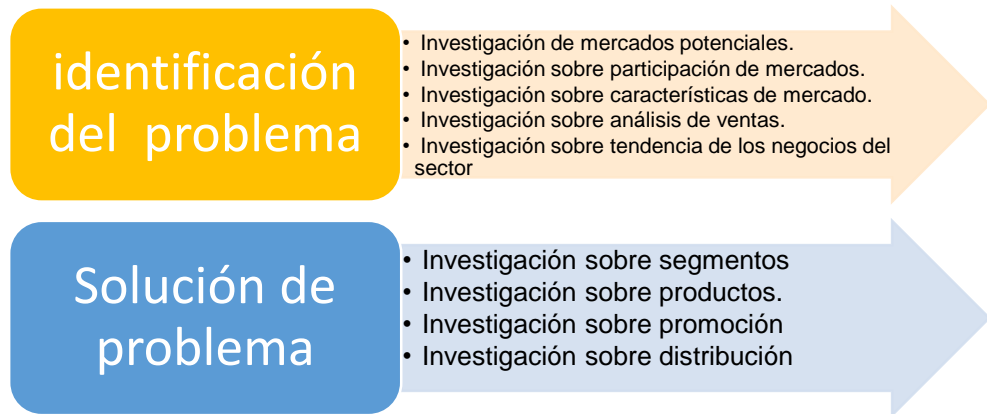 identificación
del problema
• Investigación de mercados potenciales.
• Investigación sobre participación de mercados.
• Investigación sobre características de mercado.
• Investigación sobre análisis de ventas.
• Investigación sobre tendencia de los negocios del
sector
Solución de
problema
• Investigación sobre segmentos
• Investigación sobre productos.
• Investigación sobre promoción
• Investigación sobre distribución